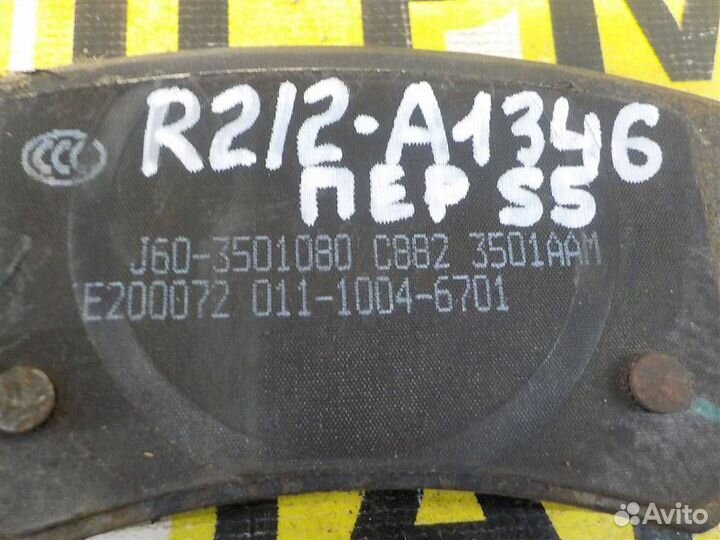 R212-A1346
ПЕР S5
J60-3501080 C882 3501AAM
E200072 011-1004-6701
Avito